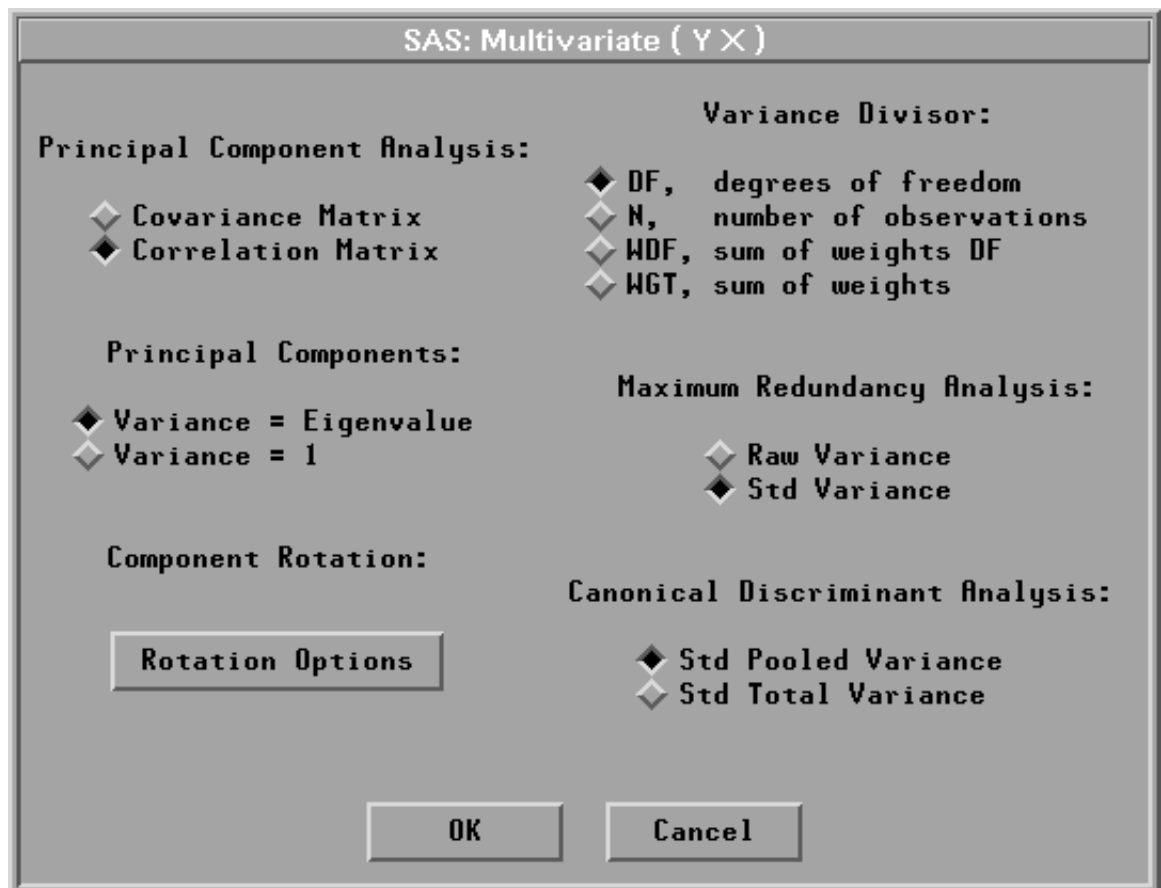 SAS: Multivariate ( Y X )
Principal Component Analysis:
Covariance Matrix
Correlation Matrix
Principal Components:
Variance = Eigenvalue
Variance = 1
Component Rotation:
Rotation Options
Variance Divisor:
DF, degrees of freedom
N, number of observations
WDF, sum of weights DF
WGT, sum of weights
Maximum Redundancy Analysis:
Raw Variance
Std Variance
Canonical Discriminant Analysis:
Std Pooled Variance
Std Total Variance
OK
Cancel